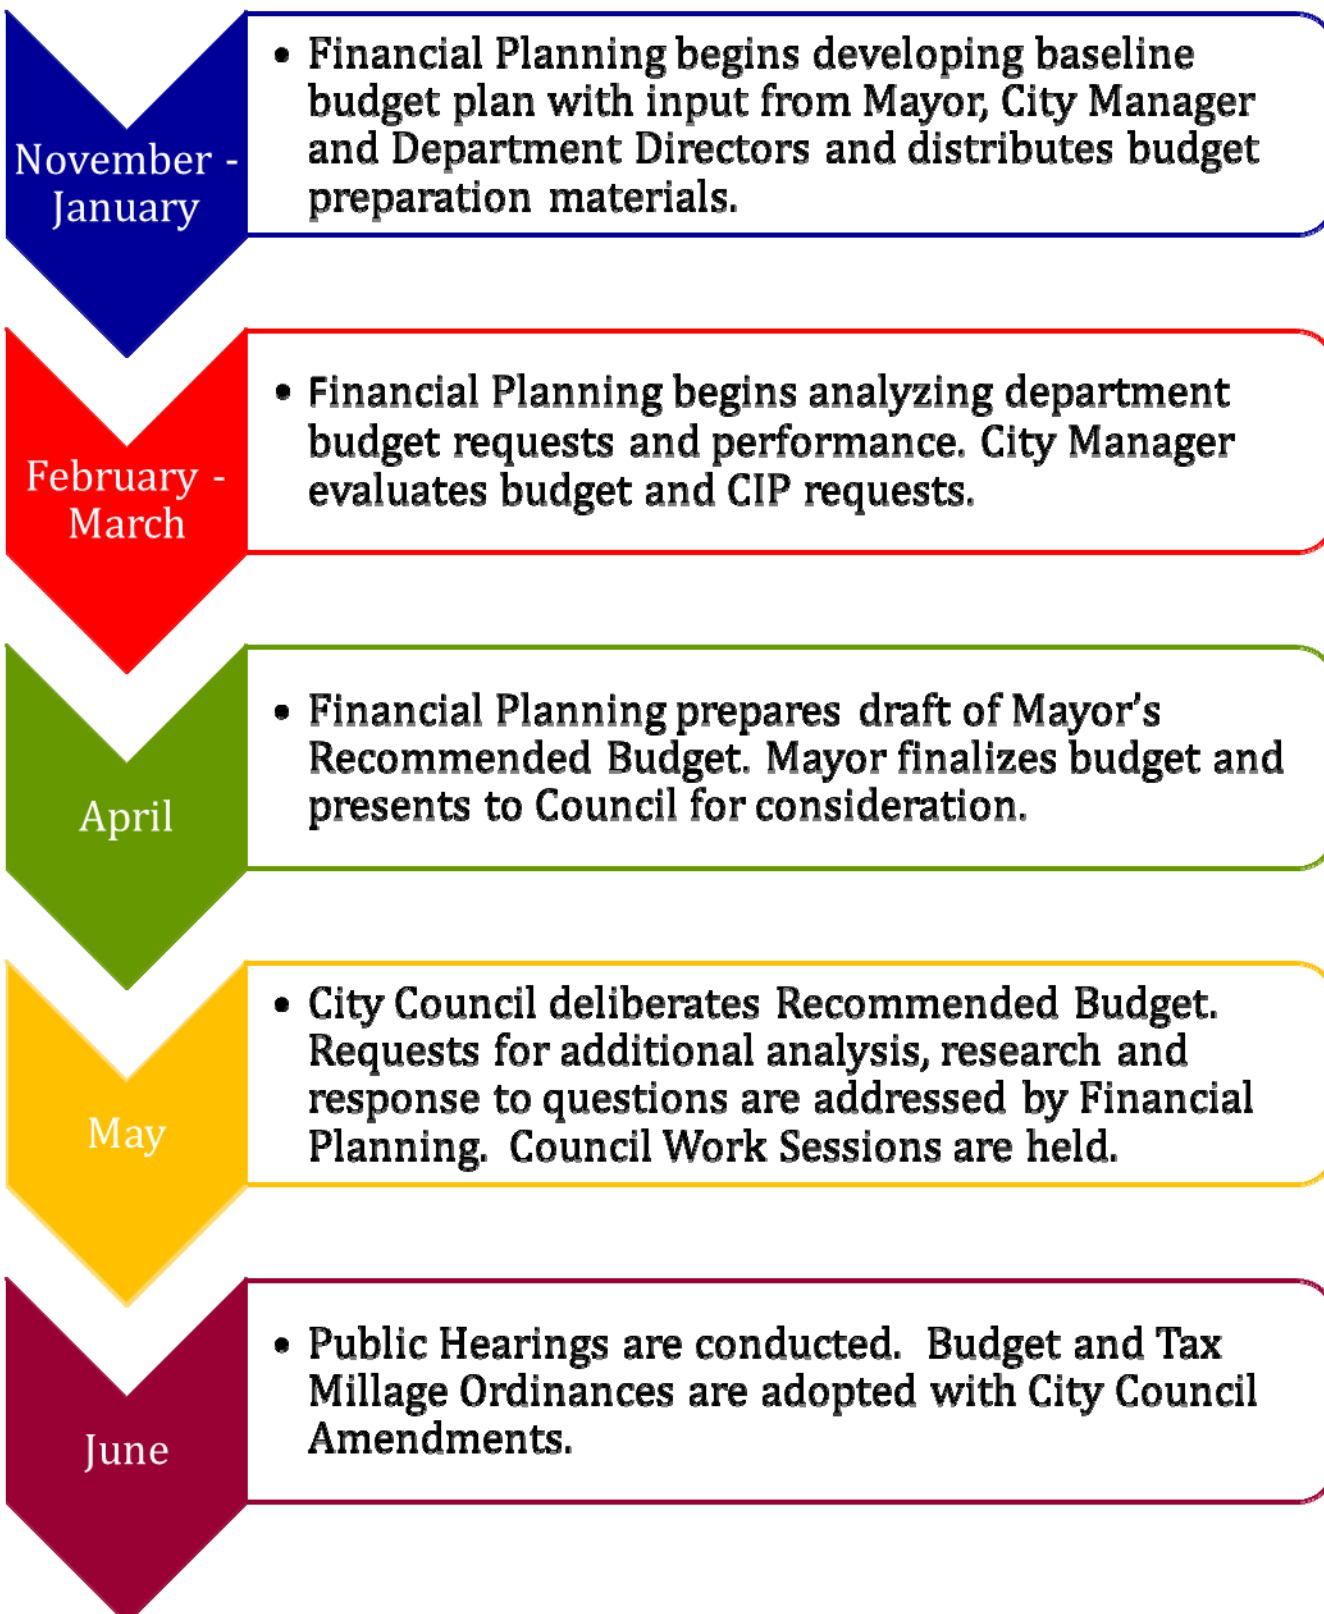 November -
January
• Financial Planning begins developing baseline
budget plan with input from Mayor, City Manager
and Department Directors and distributes budget
preparation materials.
February -
March
• Financial Planning begins analyzing department
budget requests and performance. City Manager
evaluates budget and CIP requests.
April
• Financial Planning prepares draft of Mayor’s
Recommended Budget. Mayor finalizes budget and
presents to Council for consideration.
May
• City Council deliberates Recommended Budget.
Requests for additional analysis, research and
response to questions are addressed by Financial
Planning. Council Work Sessions are held.
June
• Public Hearings are conducted. Budget and Tax
Millage Ordinances are adopted with City Council
Amendments.